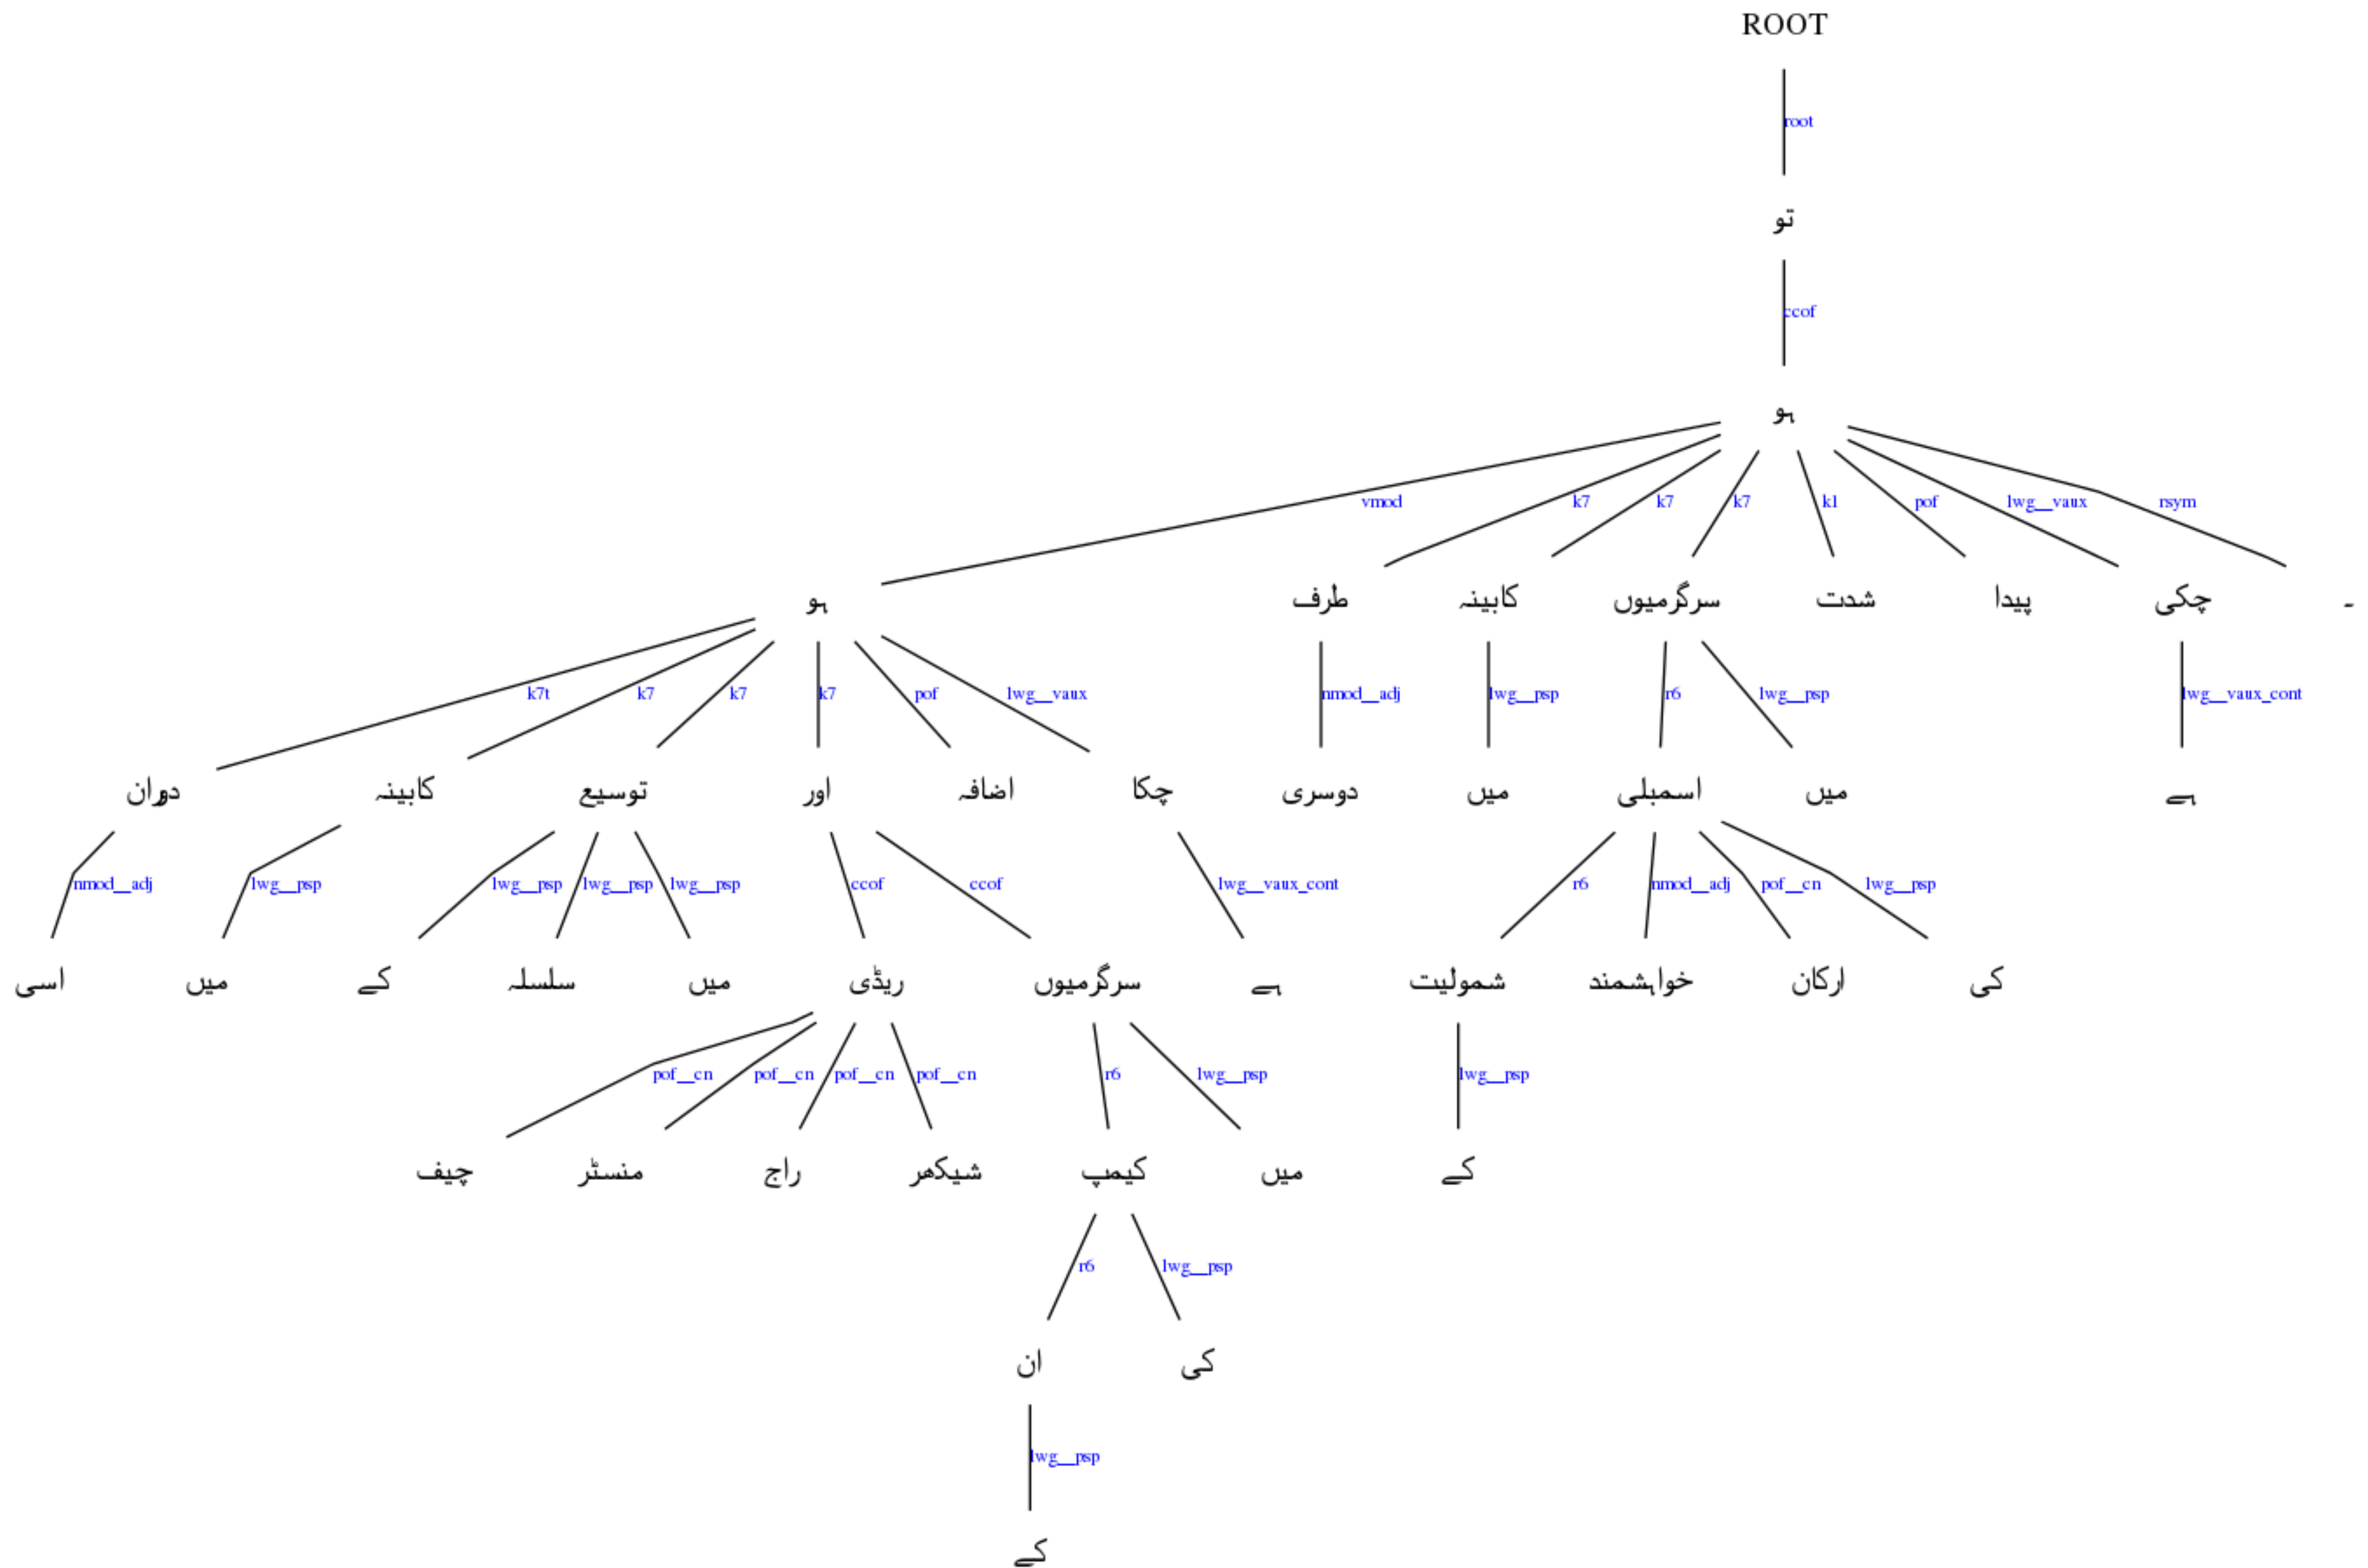 ROOT
root
تو
ccof
ہو
vmod k7 k7 k7 k1 pof lwg__vaux rsym
ہو طرف کابینہ سرگرمیوں شدت پیدا چکی ۔
k7t k7 k7 k7 pof lwg__vaux nmod__adj lwg__psp r6 lwg__psp lwg__vaux_cont
دوران کابینہ توسیع اور اضافہ چکا دوسری میں اسمبلی میں ہے
nmod__adj lwg__psp lwg__psp lwg__psp lwg__psp ccof ccof lwg__vaux_cont r6 nmod__adj pof__cn lwg__psp
اسی میں کے سلسلہ میں ریڈی سرگرمیوں ہے شمولیت خواہشمند ارکان کی
pof__cn pof__cn pof__cn pof__cn r6 lwg__psp lwg__psp
چیف منسٹر راج شیکھر کیمپ میں کے
r6 lwg__psp
ان کی
lwg__psp
کے